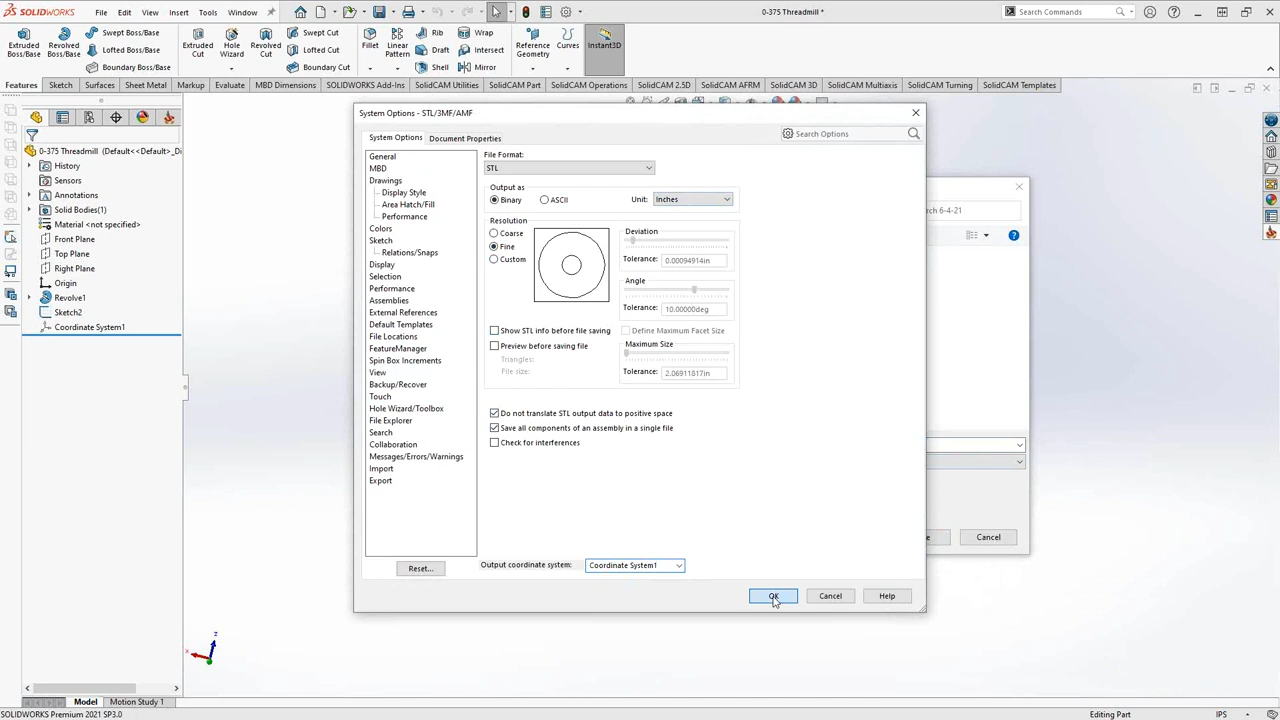 SOLIDWORKS File Edit View Insert Tools Window 0-375 Threadmill * Search Commands
Extruded Boss/Base Revolved Boss/Base Swept Boss/Base Lofted Boss/Base Boundary Boss/Base Extruded Cut Hole Wizard Revolved Cut Swept Cut Lofted Cut Boundary Cut Fillet Linear Pattern Rib Draft Shell Wrap Intersect Mirror Reference Geometry Curves Instant3D
Features Sketch Surfaces Sheet Metal Markup Evaluate MBD Dimensions SOLIDWORKS Add-Ins SolidCAM Utilities SolidCAM Part SolidCAM Operations SolidCAM 2.5D SolidCAM AFRM SolidCAM 3D SolidCAM Multiaxis SolidCAM Turning SolidCAM Templates
0-375 Threadmill (Default<<Default>_Di
History
Sensors
Annotations
Solid Bodies(1)
Material <not specified>
Front Plane
Top Plane
Right Plane
Origin
Revolve1
Sketch2
Coordinate System1
System Options - STL/3MF/AMF
System Options Document Properties
Search Options
General
MBD
Drawings
Display Style
Area Hatch/Fill
Performance
Colors
Sketch
Relations/Snaps
Display
Selection
Performance
Assemblies
External References
Default Templates
File Locations
FeatureManager
Spin Box Increments
View
Backup/Recover
Touch
Hole Wizard/Toolbox
File Explorer
Search
Collaboration
Messages/Errors/Warnings
Import
Export
Reset...
File Format:
STL
Output as
Binary ASCII Unit: Inches
Resolution
Coarse
Fine
Custom
Deviation
Tolerance: 0.00094914in
Angle
Tolerance: 10.00000deg
Show STL info before file saving
Define Maximum Facet Size
Preview before saving file
Maximum Size
Triangles:
File size:
Tolerance: 2.06911817in
Do not translate STL output data to positive space
Save all components of an assembly in a single file
Check for interferences
Output coordinate system: Coordinate System1
OK Cancel Help
rch 6-4-21
e Cancel
z
x
Model Motion Study 1
SOLIDWORKS Premium 2021 SP3.0 Editing Part IPS